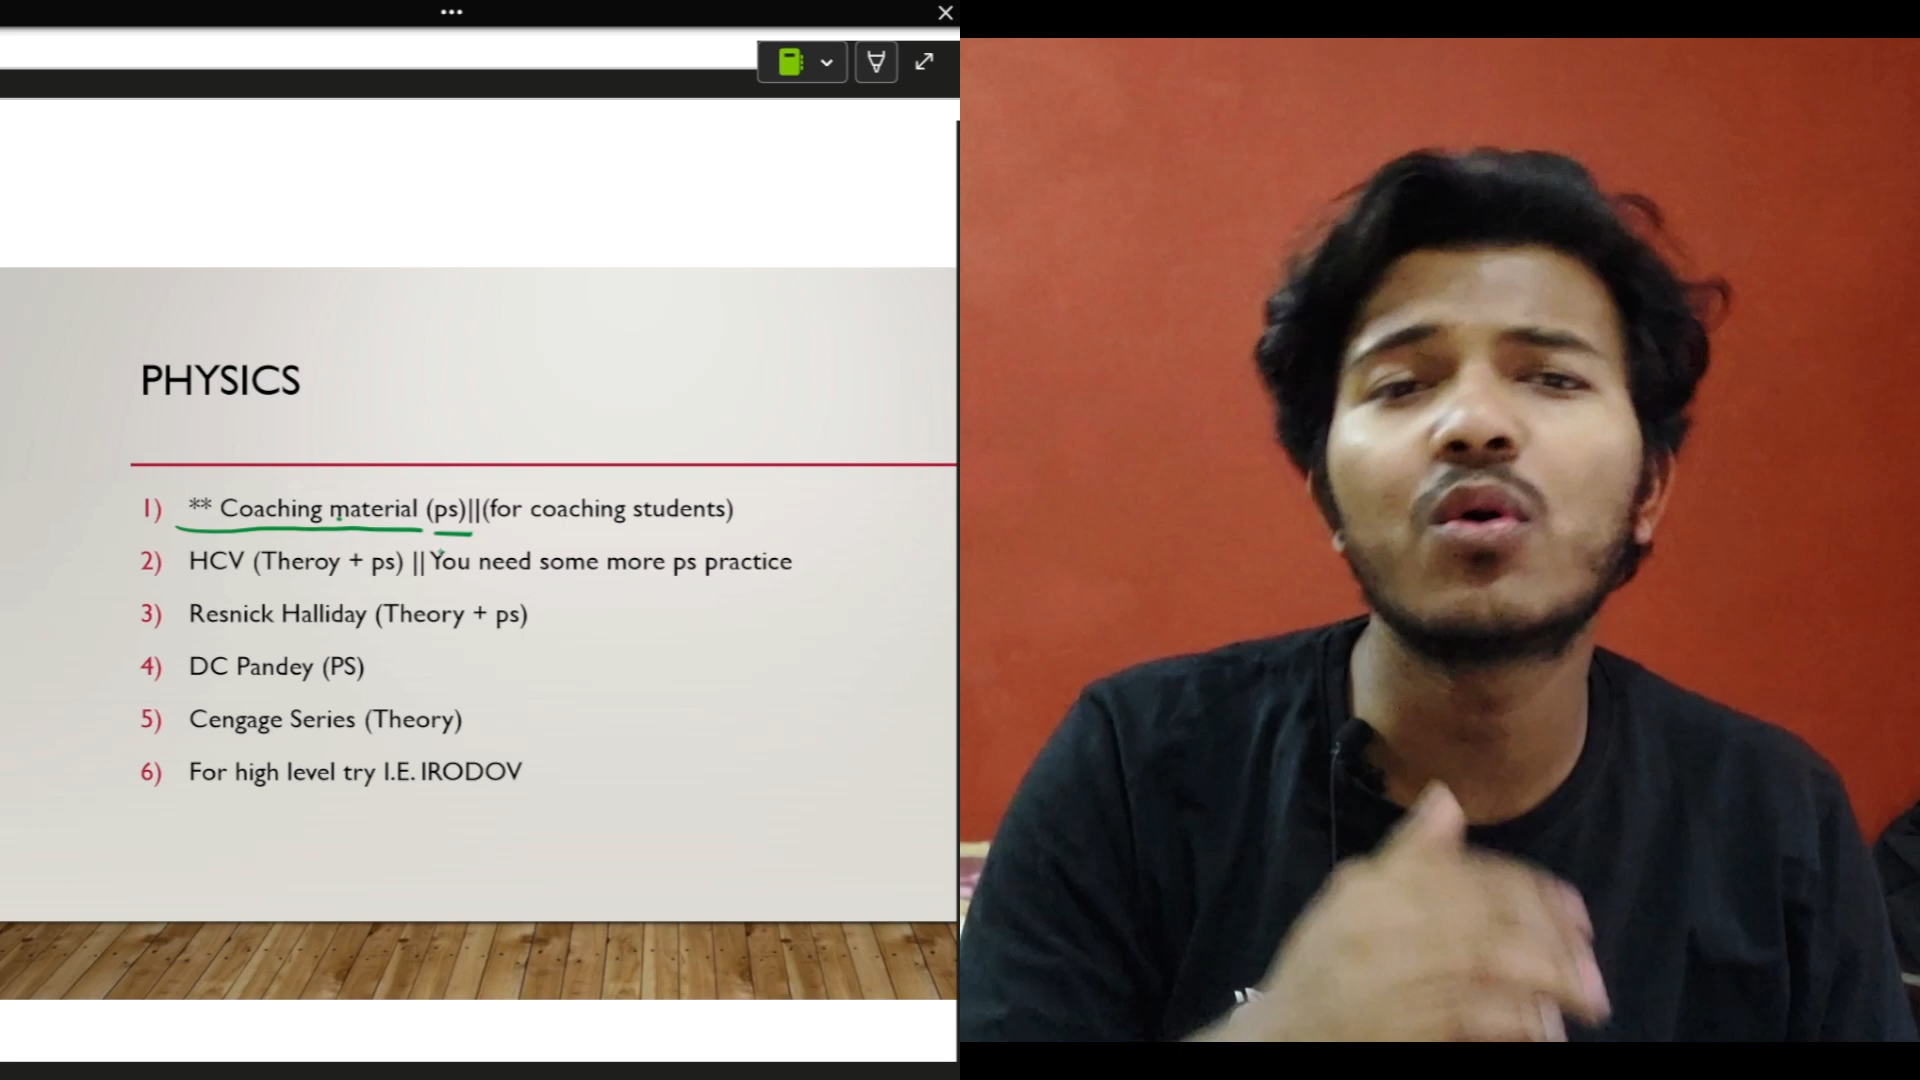 PHYSICS
1) ** Coaching material (ps)||(for coaching students)
2) HCV (Theroy + ps) || You need some more ps practice
3) Resnick Halliday (Theory + ps)
4) DC Pandey (PS)
5) Cengage Series (Theory)
6) For high level try I.E. IRODOV